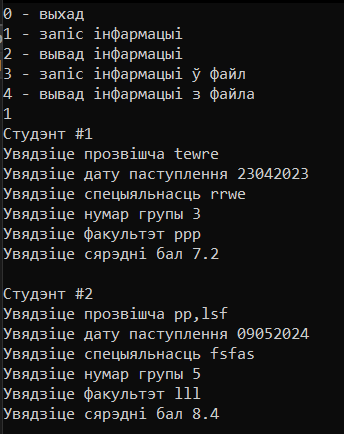 0 - выхад
1 - запіс інфармацыі
2 - вывад інфармацыі
3 - запіс інфармацыі ў файл
4 - вывад інфармацыі з файла
1
Студэнт #1
Увядзіце прозвішча tewre
Увядзіце дату паступлення 23042023
Увядзіце спецыяльнасць rrwe
Увядзіце нумар групы 3
Увядзіце факультэт ppp
Увядзіце сярэдні бал 7.2

Студэнт #2
Увядзіце прозвішча pp,lsf
Увядзіце дату паступлення 09052024
Увядзіце спецыяльнасць fsfas
Увядзіце нумар групы 5
Увядзіце факультэт lll
Увядзіце сярэдні бал 8.4